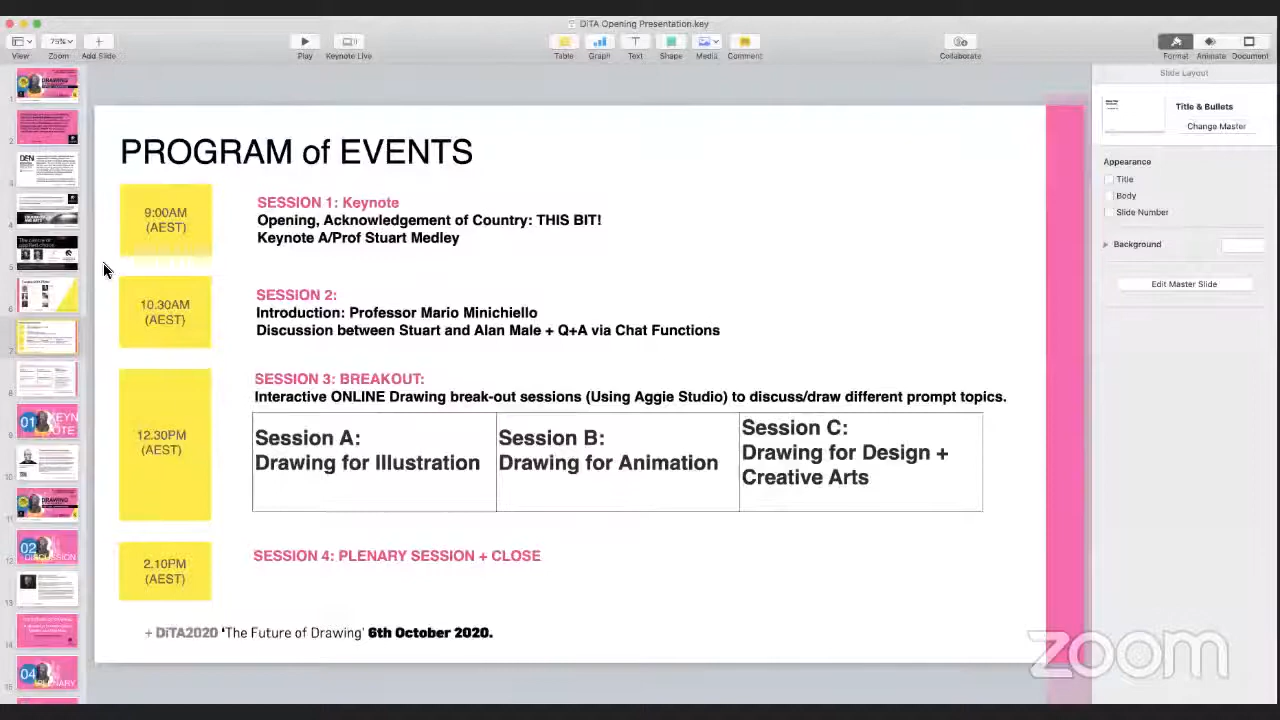 DiTA Opening Presentation.key
75%
View
Zoom
Add Slide
Play
Keynote Live
Table
Graph
Text
Shape
Media
Comment
Collaborate
Format
Animate
Document
Slide Layout
Title & Bullets
Change Master
Appearance
Title
Body
Slide Number
Background
Edit Master Slide
PROGRAM of EVENTS
9:00AM
(AEST)
SESSION 1: Keynote
Opening, Acknowledgement of Country: THIS BIT!
Keynote A/Prof Stuart Medley
10.30AM
(AEST)
SESSION 2:
Introduction: Professor Mario Minichiello
Discussion between Stuart and Alan Male + Q+A via Chat Functions
12.30PM
(AEST)
SESSION 3: BREAKOUT:
Interactive ONLINE Drawing break-out sessions (Using Aggie Studio) to discuss/draw different prompt topics.
Session A:
Drawing for Illustration
Session B:
Drawing for Animation
Session C:
Drawing for Design +
Creative Arts
2.10PM
(AEST)
SESSION 4: PLENARY SESSION + CLOSE
+ DiTA2020 'The Future of Drawing' 6th October 2020.
zoom